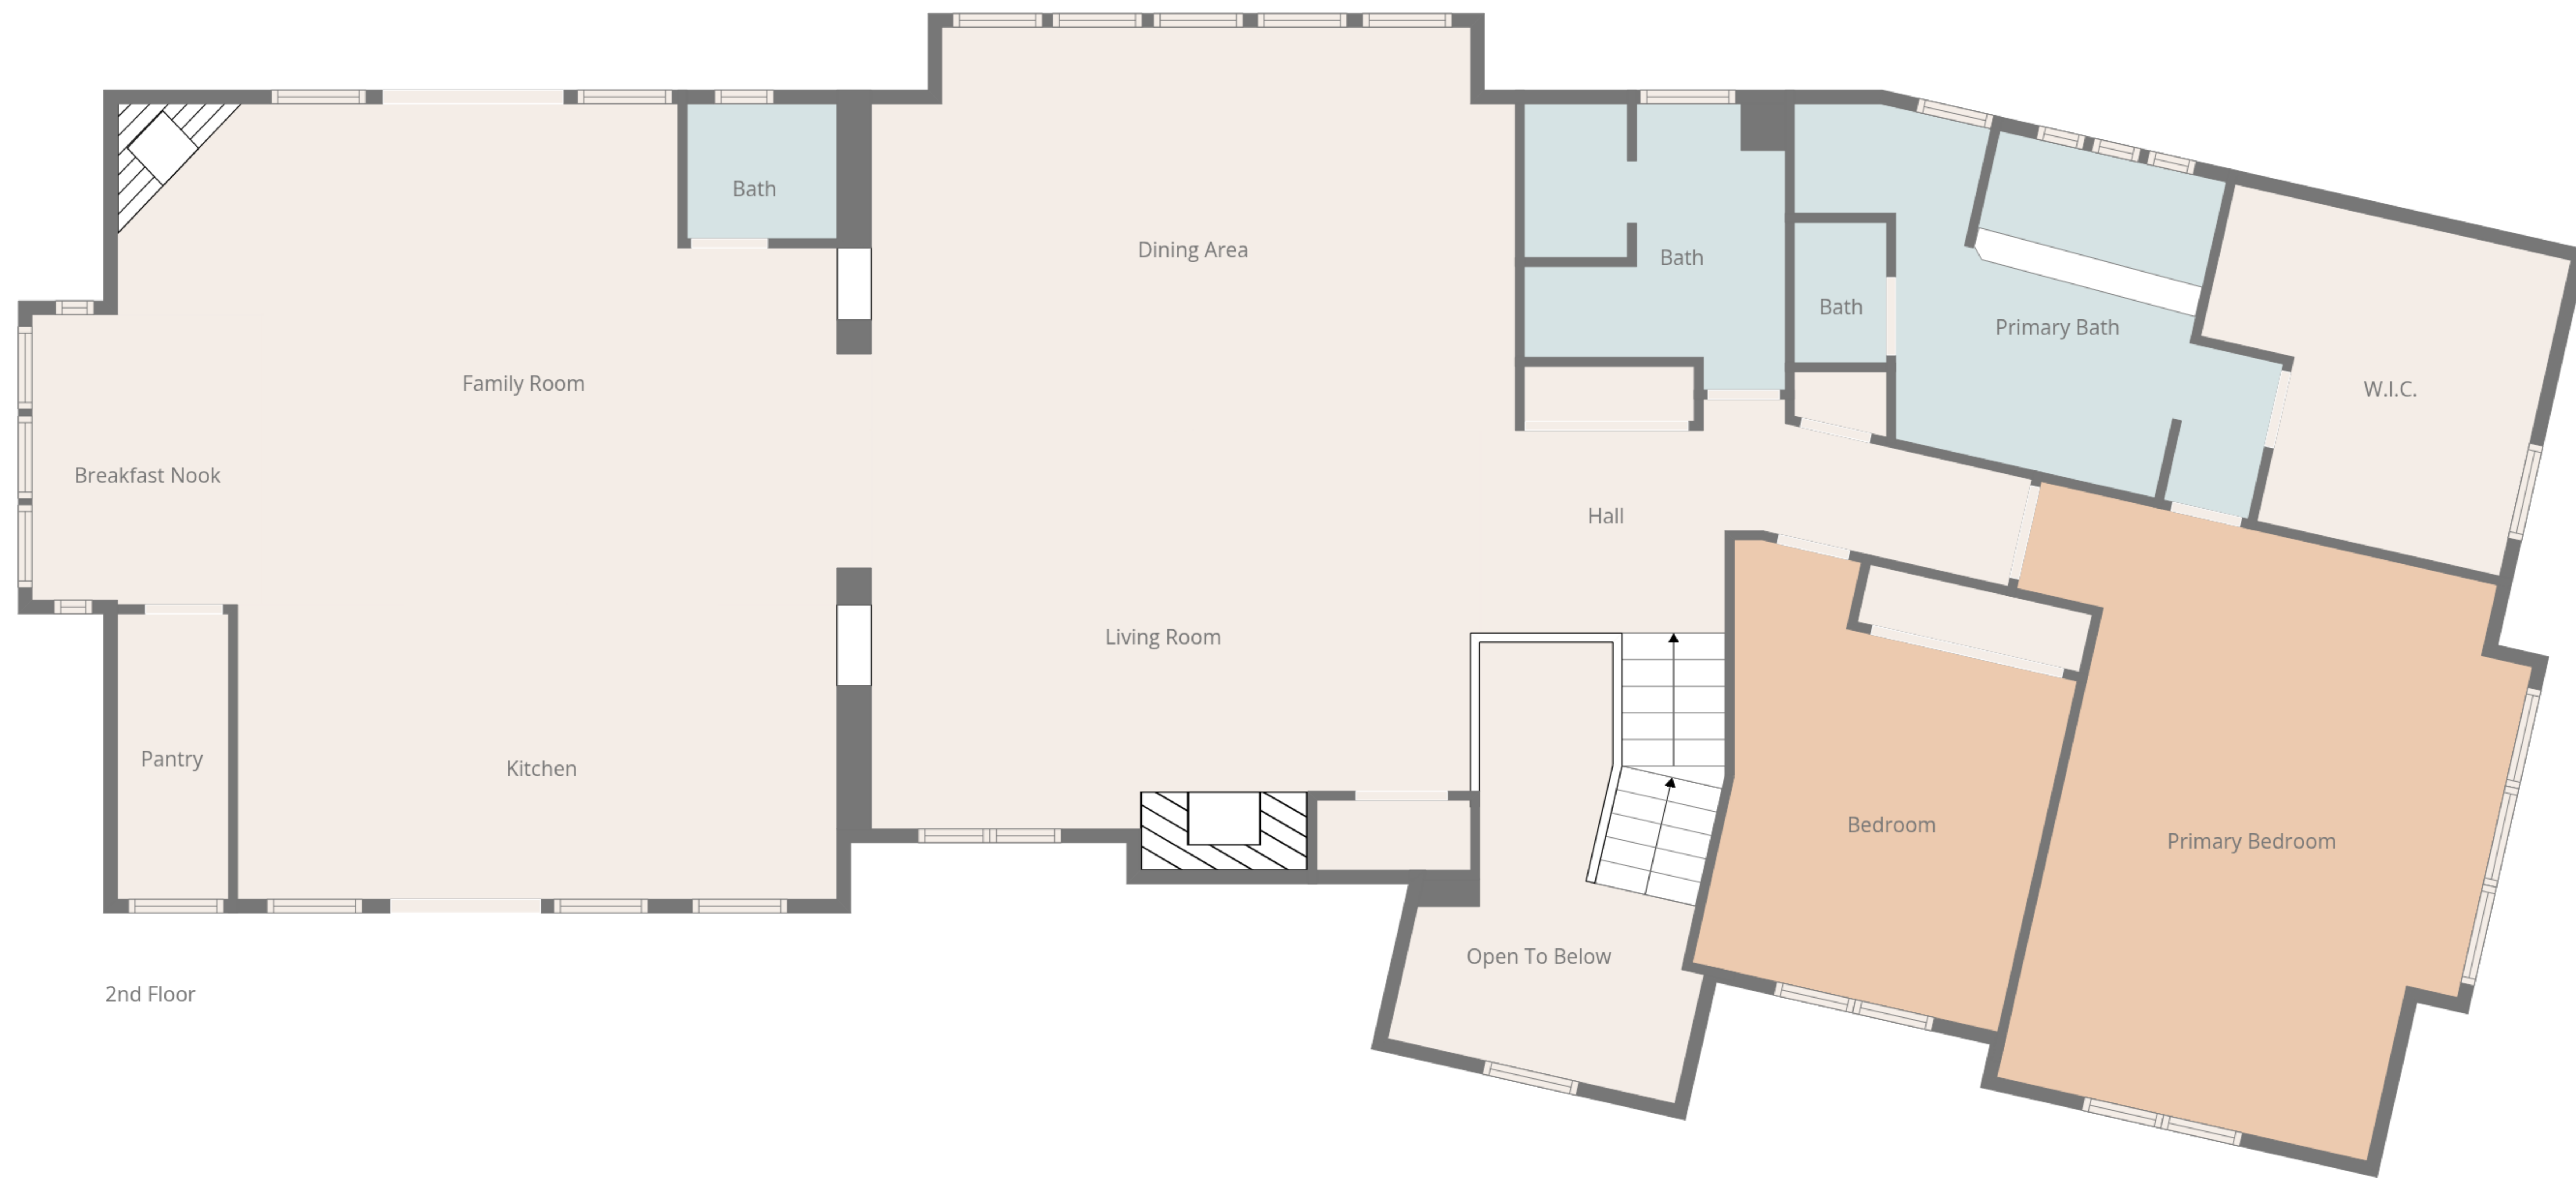 Bath
Dining Area
Bath
Bath
Primary Bath
Family Room
W.I.C.
Breakfast Nook
Hall
Living Room
Pantry
Kitchen
Bedroom
Primary Bedroom
Open To Below
2nd Floor